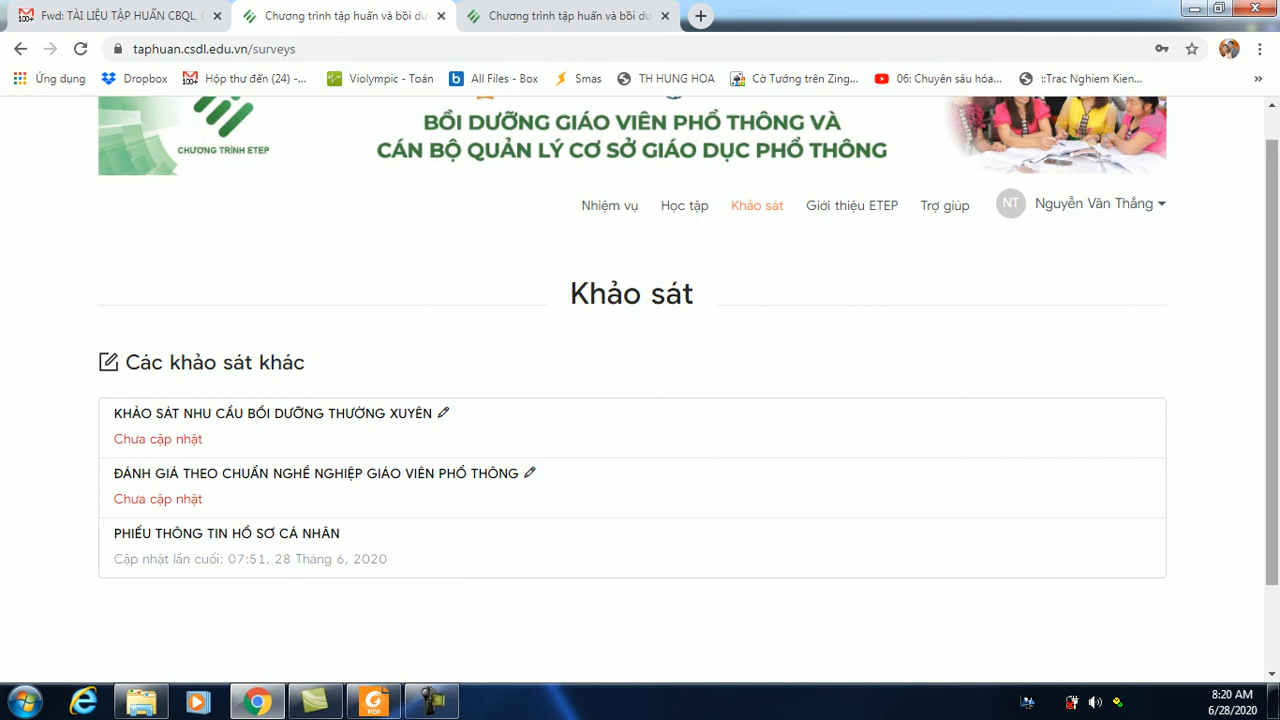 Fwd: TÀI LIỆU TẬP HUẤN CBQL,
Chương trình tập huấn và bồi dư
Chương trình tập huấn và bồi dư
taphuan.csdl.edu.vn/surveys
Ứng dụng
Dropbox
Hộp thư đến (24) -...
Violympic - Toán
All Files - Box
Smas
TH HUNG HOA
Cờ Tướng trên Zing...
06: Chuyên sâu hóa...
::Trac Nghiem Kien...
»
CHƯƠNG TRÌNH ETEP
BỒI DƯỠNG GIÁO VIÊN PHỔ THÔNG VÀ
CÁN BỘ QUẢN LÝ CƠ SỞ GIÁO DỤC PHỔ THÔNG
Nhiệm vụ
Học tập
Khảo sát
Giới thiệu ETEP
Trợ giúp
NT
Nguyễn Văn Thắng
Khảo sát
Các khảo sát khác
KHẢO SÁT NHU CẦU BỒI DƯỠNG THƯỜNG XUYÊN
Chưa cập nhật
ĐÁNH GIÁ THEO CHUẨN NGHỀ NGHIỆP GIÁO VIÊN PHỔ THÔNG
Chưa cập nhật
PHIẾU THÔNG TIN HỒ SƠ CÁ NHÂN
Cập nhật lần cuối: 07:51, 28 Tháng 6, 2020
PDF
8:20 AM
6/28/2020